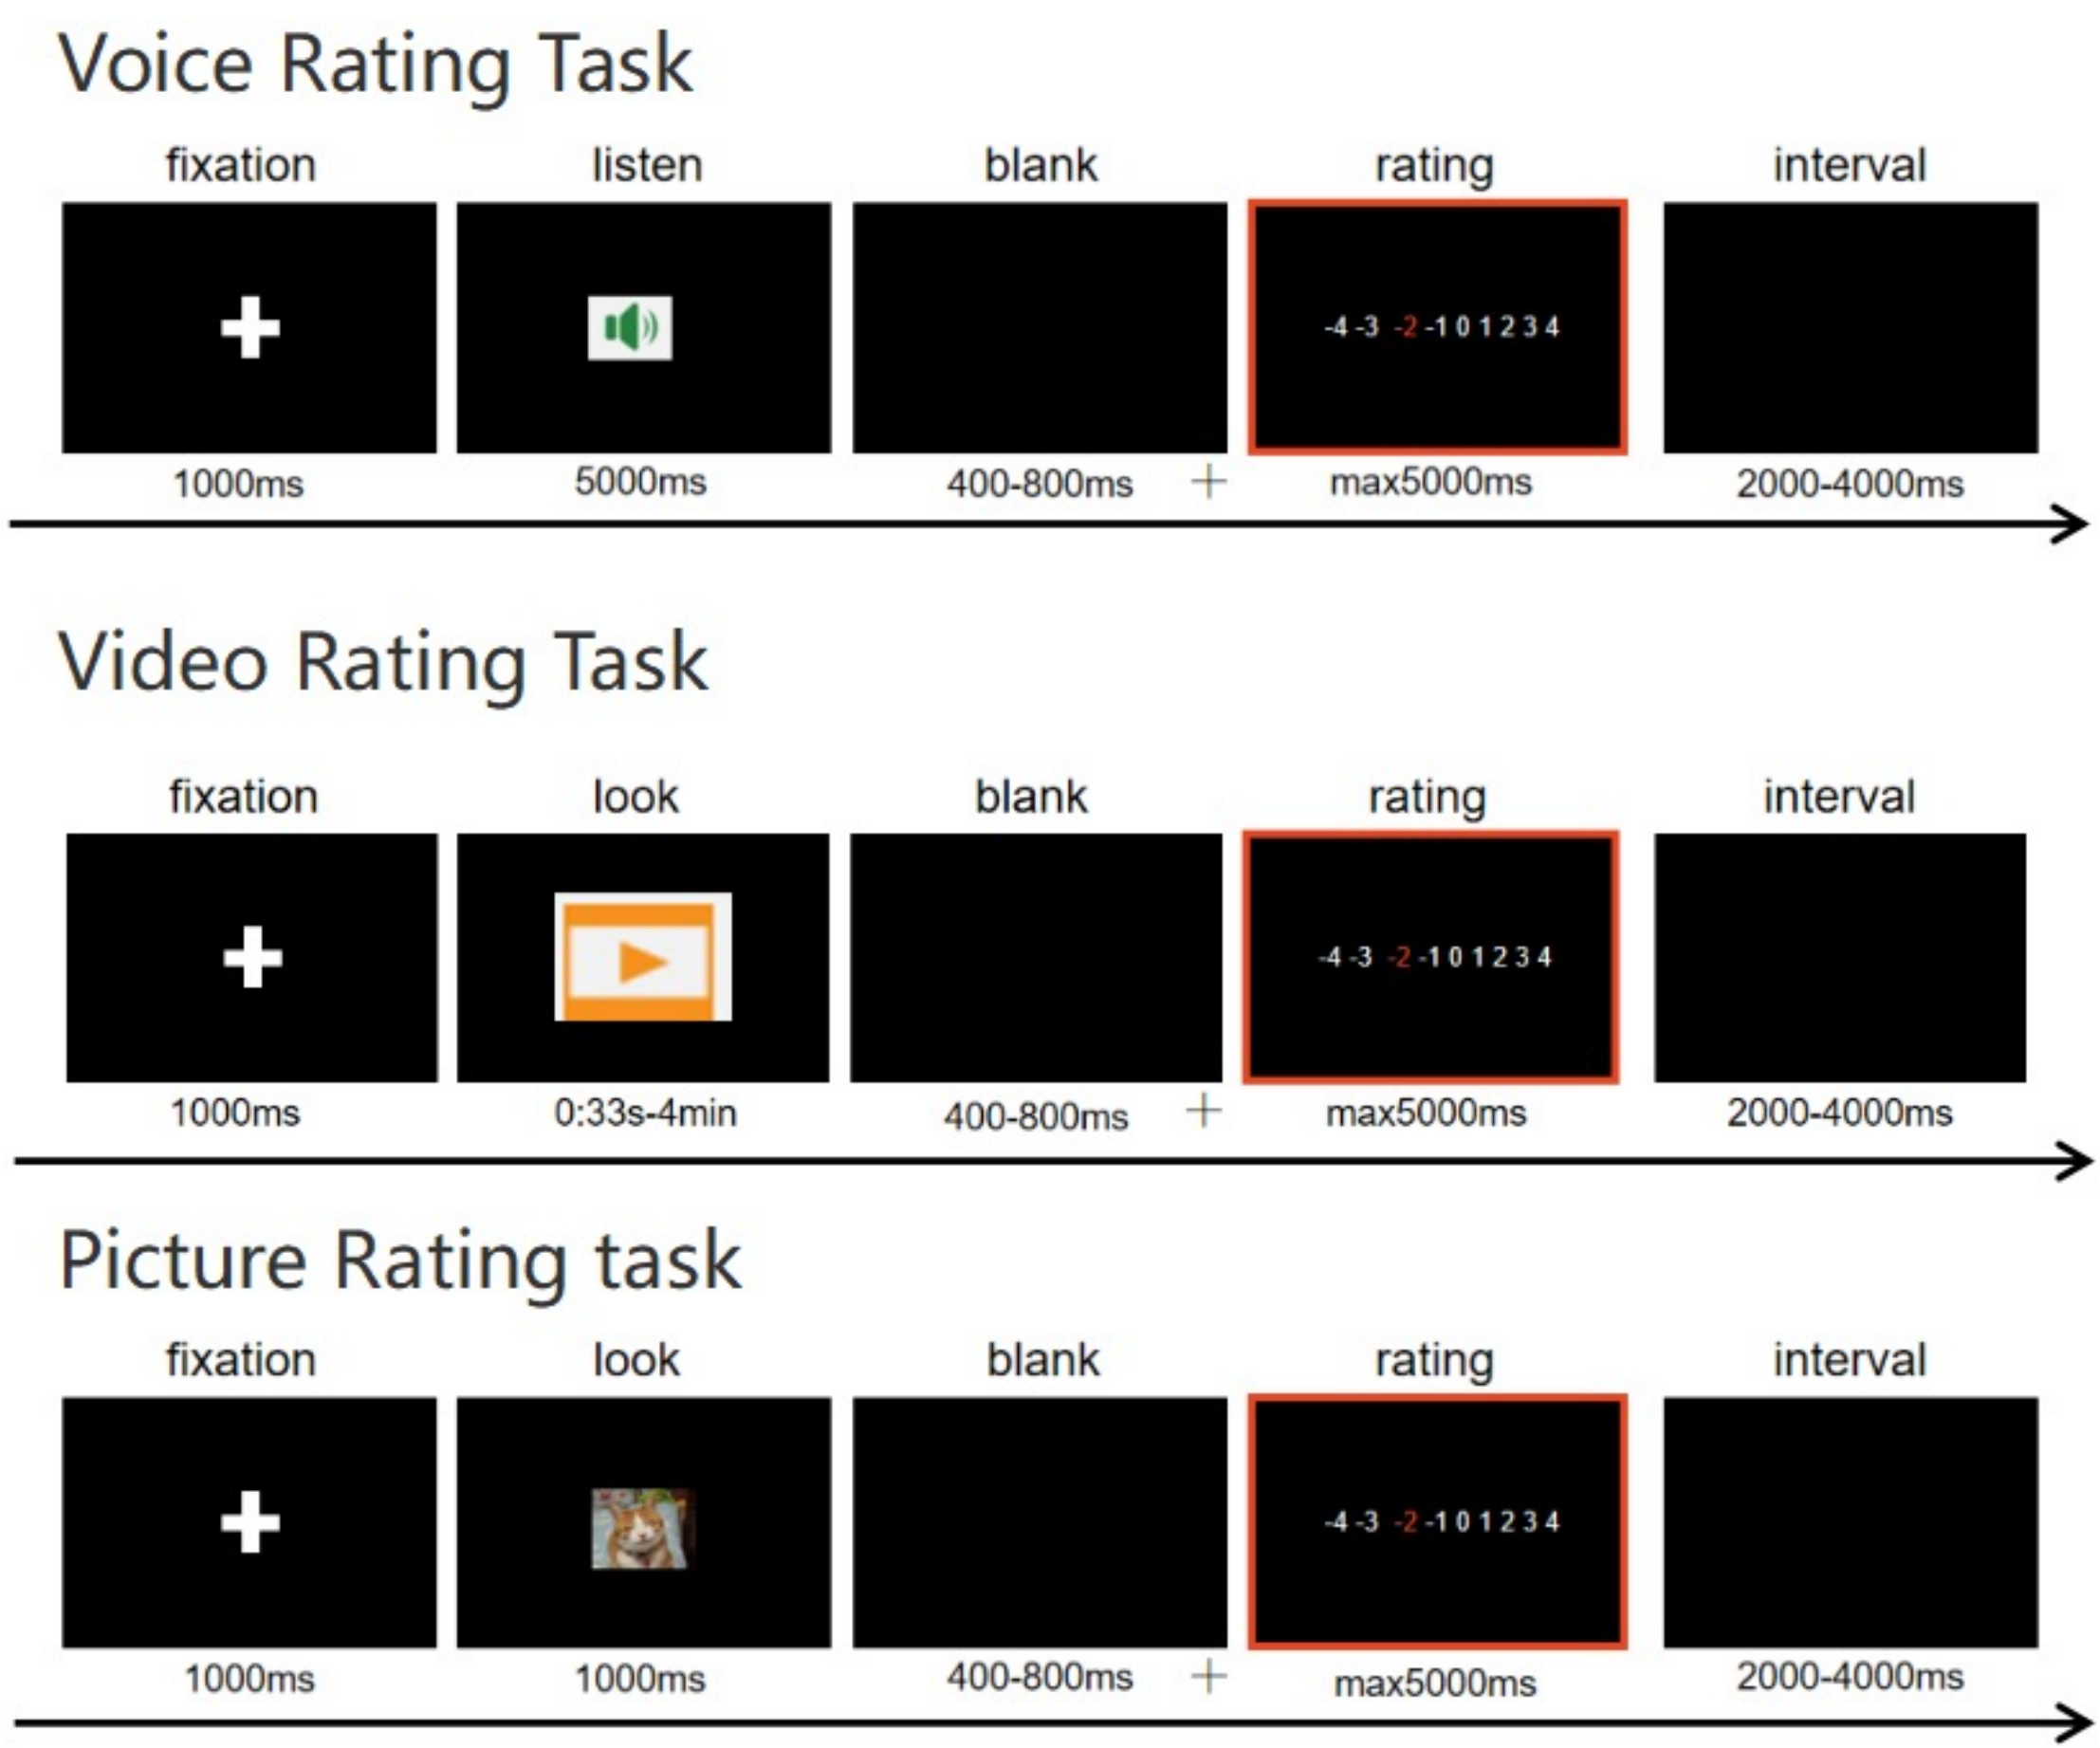 Voice Rating Task
fixation listen blank rating interval
-4 -3 -2 -1 0 1 2 3 4
1000ms 5000ms 400-800ms + max5000ms 2000-4000ms
Video Rating Task
fixation look blank rating interval
-4 -3 -2 -1 0 1 2 3 4
1000ms 0:33s-4min 400-800ms + max5000ms 2000-4000ms
Picture Rating task
fixation look blank rating interval
-4 -3 -2 -1 0 1 2 3 4
1000ms 1000ms 400-800ms + max5000ms 2000-4000ms